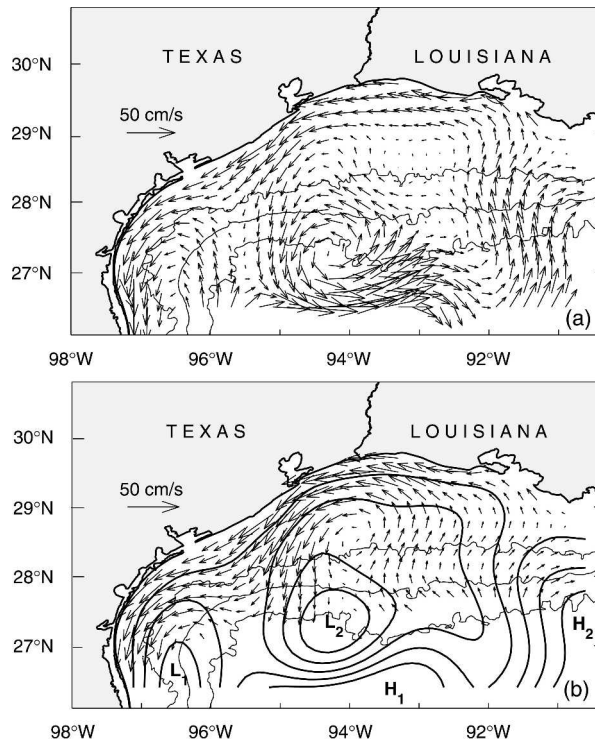 TEXAS LOUISIANA
30°N
50 cm/s
29°N
28°N
27°N
(a)
98°W 96°W 94°W 92°W
30°N
TEXAS LOUISIANA
50 cm/s
29°N
28°N
27°N
L1 L2 H1 H2
(b)
98°W 96°W 94°W 92°W